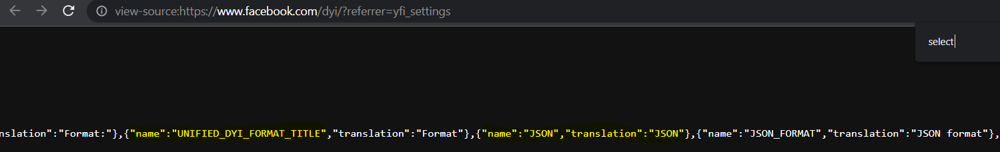 view-source:https://www.facebook.com/dyi/?referrer=yfi_settings
select
nslation":"Format:"},{"name":"UNIFIED_DYI_FORMAT_TITLE","translation":"Format"},{"name":"JSON","translation":"JSON"},{"name":"JSON_FORMAT","translation":"JSON format"},